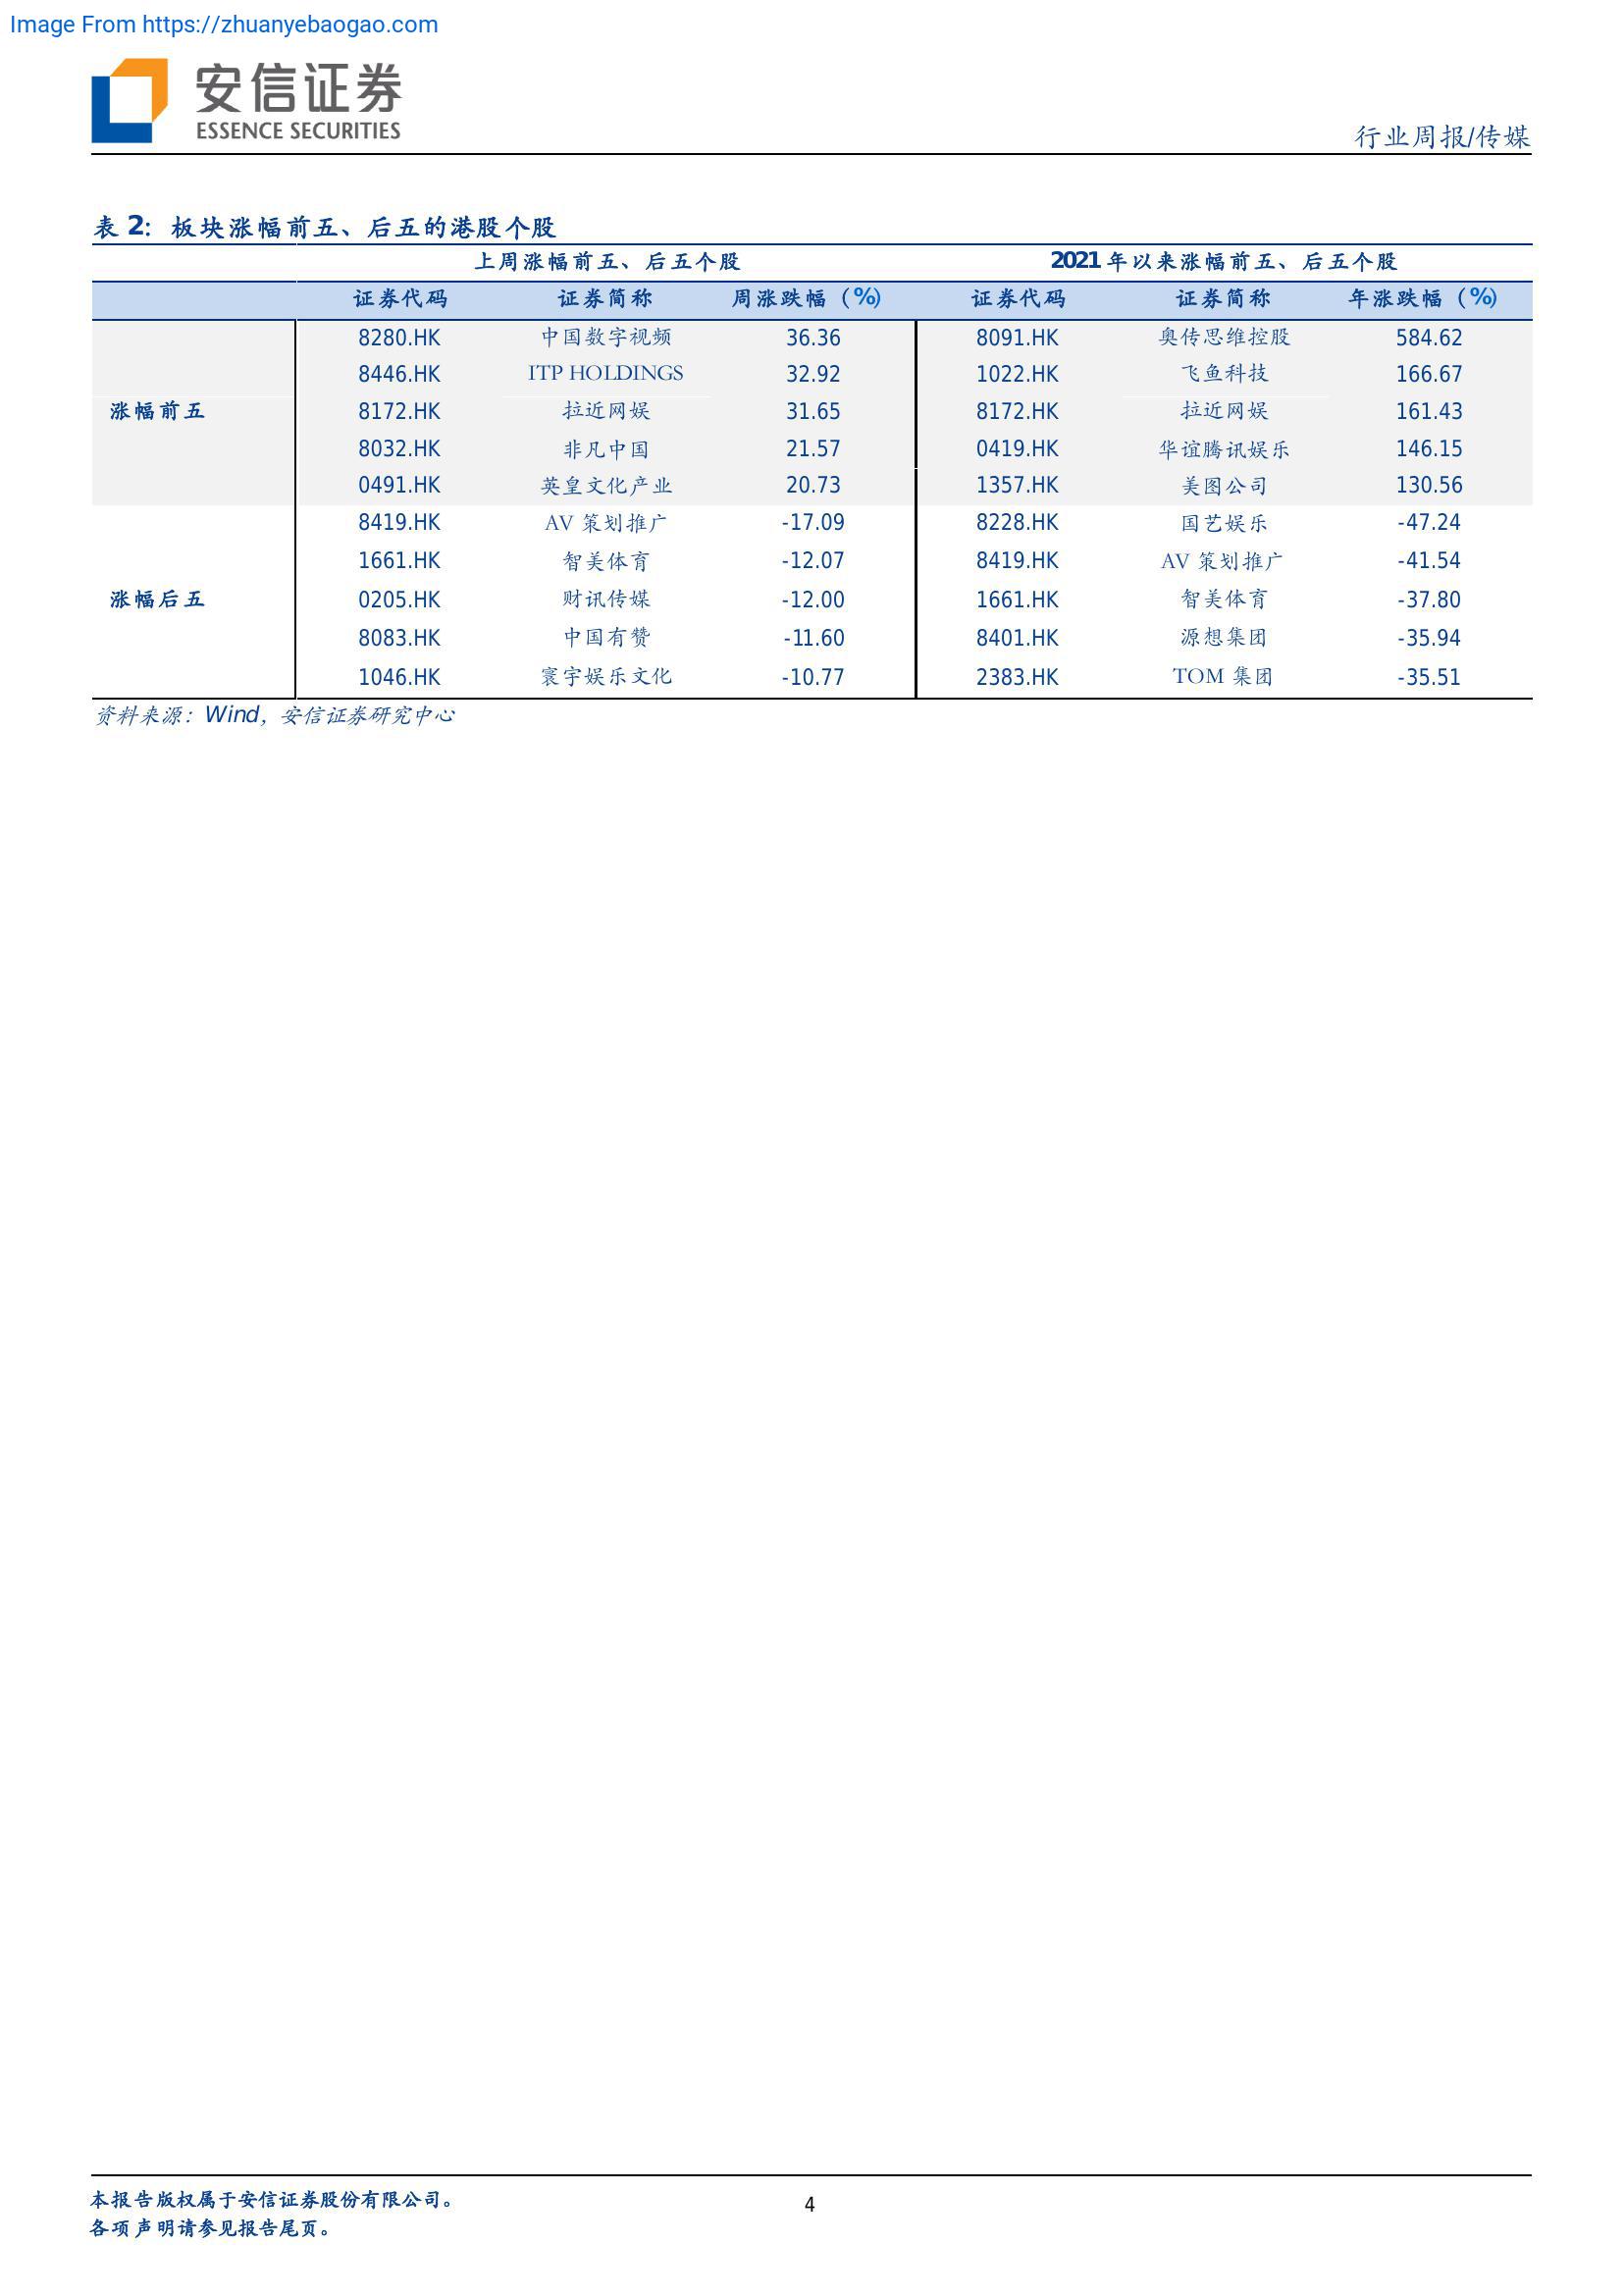 Image From https://zhuanyebaogao.com
安信证券
ESSENCE SECURITIES
行业周报/传媒
表 2：板块涨幅前五、后五的港股个股
上周涨幅前五、后五个股 2021 年以来涨幅前五、后五个股
证券代码 证券简称 周涨跌幅（%） 证券代码 证券简称 年涨跌幅（%）
8280.HK 中国数字视频 36.36 8091.HK 奥传思维控股 584.62
8446.HK ITP HOLDINGS 32.92 1022.HK 飞鱼科技 166.67
涨幅前五 8172.HK 拉近网娱 31.65 8172.HK 拉近网娱 161.43
8032.HK 非凡中国 21.57 0419.HK 华谊腾讯娱乐 146.15
0491.HK 英皇文化产业 20.73 1357.HK 美图公司 130.56
8419.HK AV 策划推广 -17.09 8228.HK 国艺娱乐 -47.24
1661.HK 智美体育 -12.07 8419.HK AV 策划推广 -41.54
涨幅后五 0205.HK 财讯传媒 -12.00 1661.HK 智美体育 -37.80
8083.HK 中国有赞 -11.60 8401.HK 源想集团 -35.94
1046.HK 寰宇娱乐文化 -10.77 2383.HK TOM 集团 -35.51
资料来源：Wind，安信证券研究中心
本报告版权属于安信证券股份有限公司。
4
各项声明请参见报告尾页。